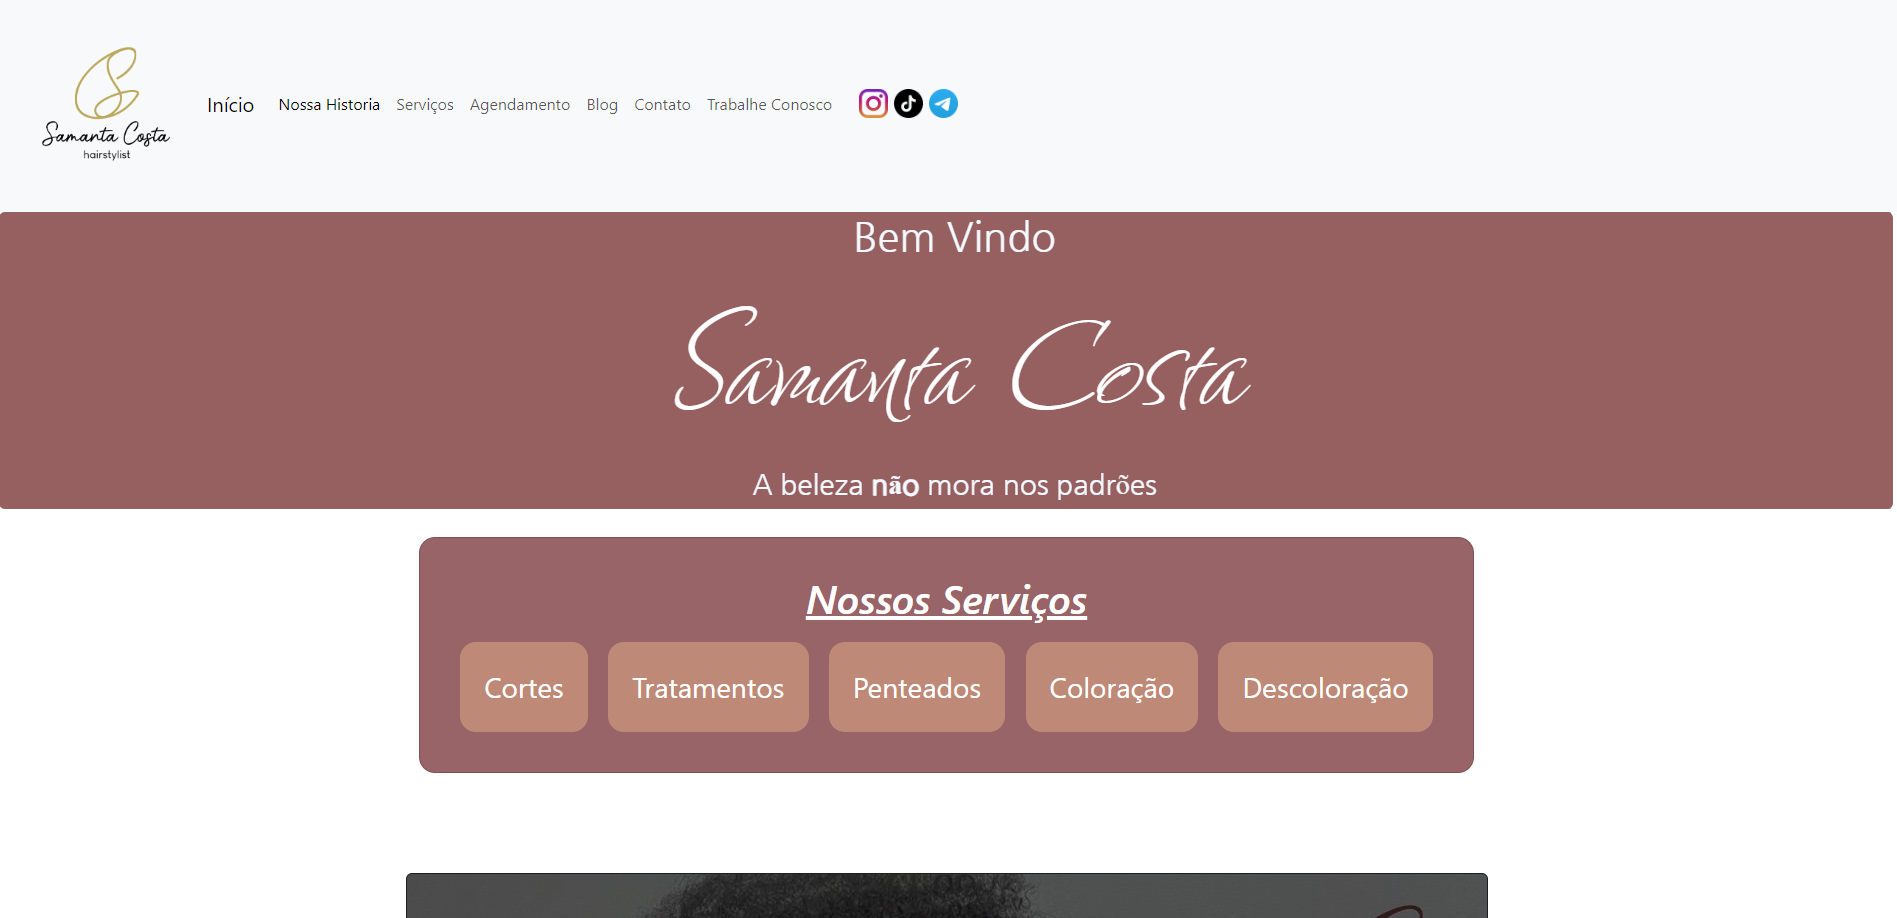 Samanta Costa
hairstylist
Início Nossa Historia Serviços Agendamento Blog Contato Trabalhe Conosco
Bem Vindo
Samanta Costa
A beleza não mora nos padrões
Nossos Serviços
Cortes Tratamentos Penteados Coloração Descoloração